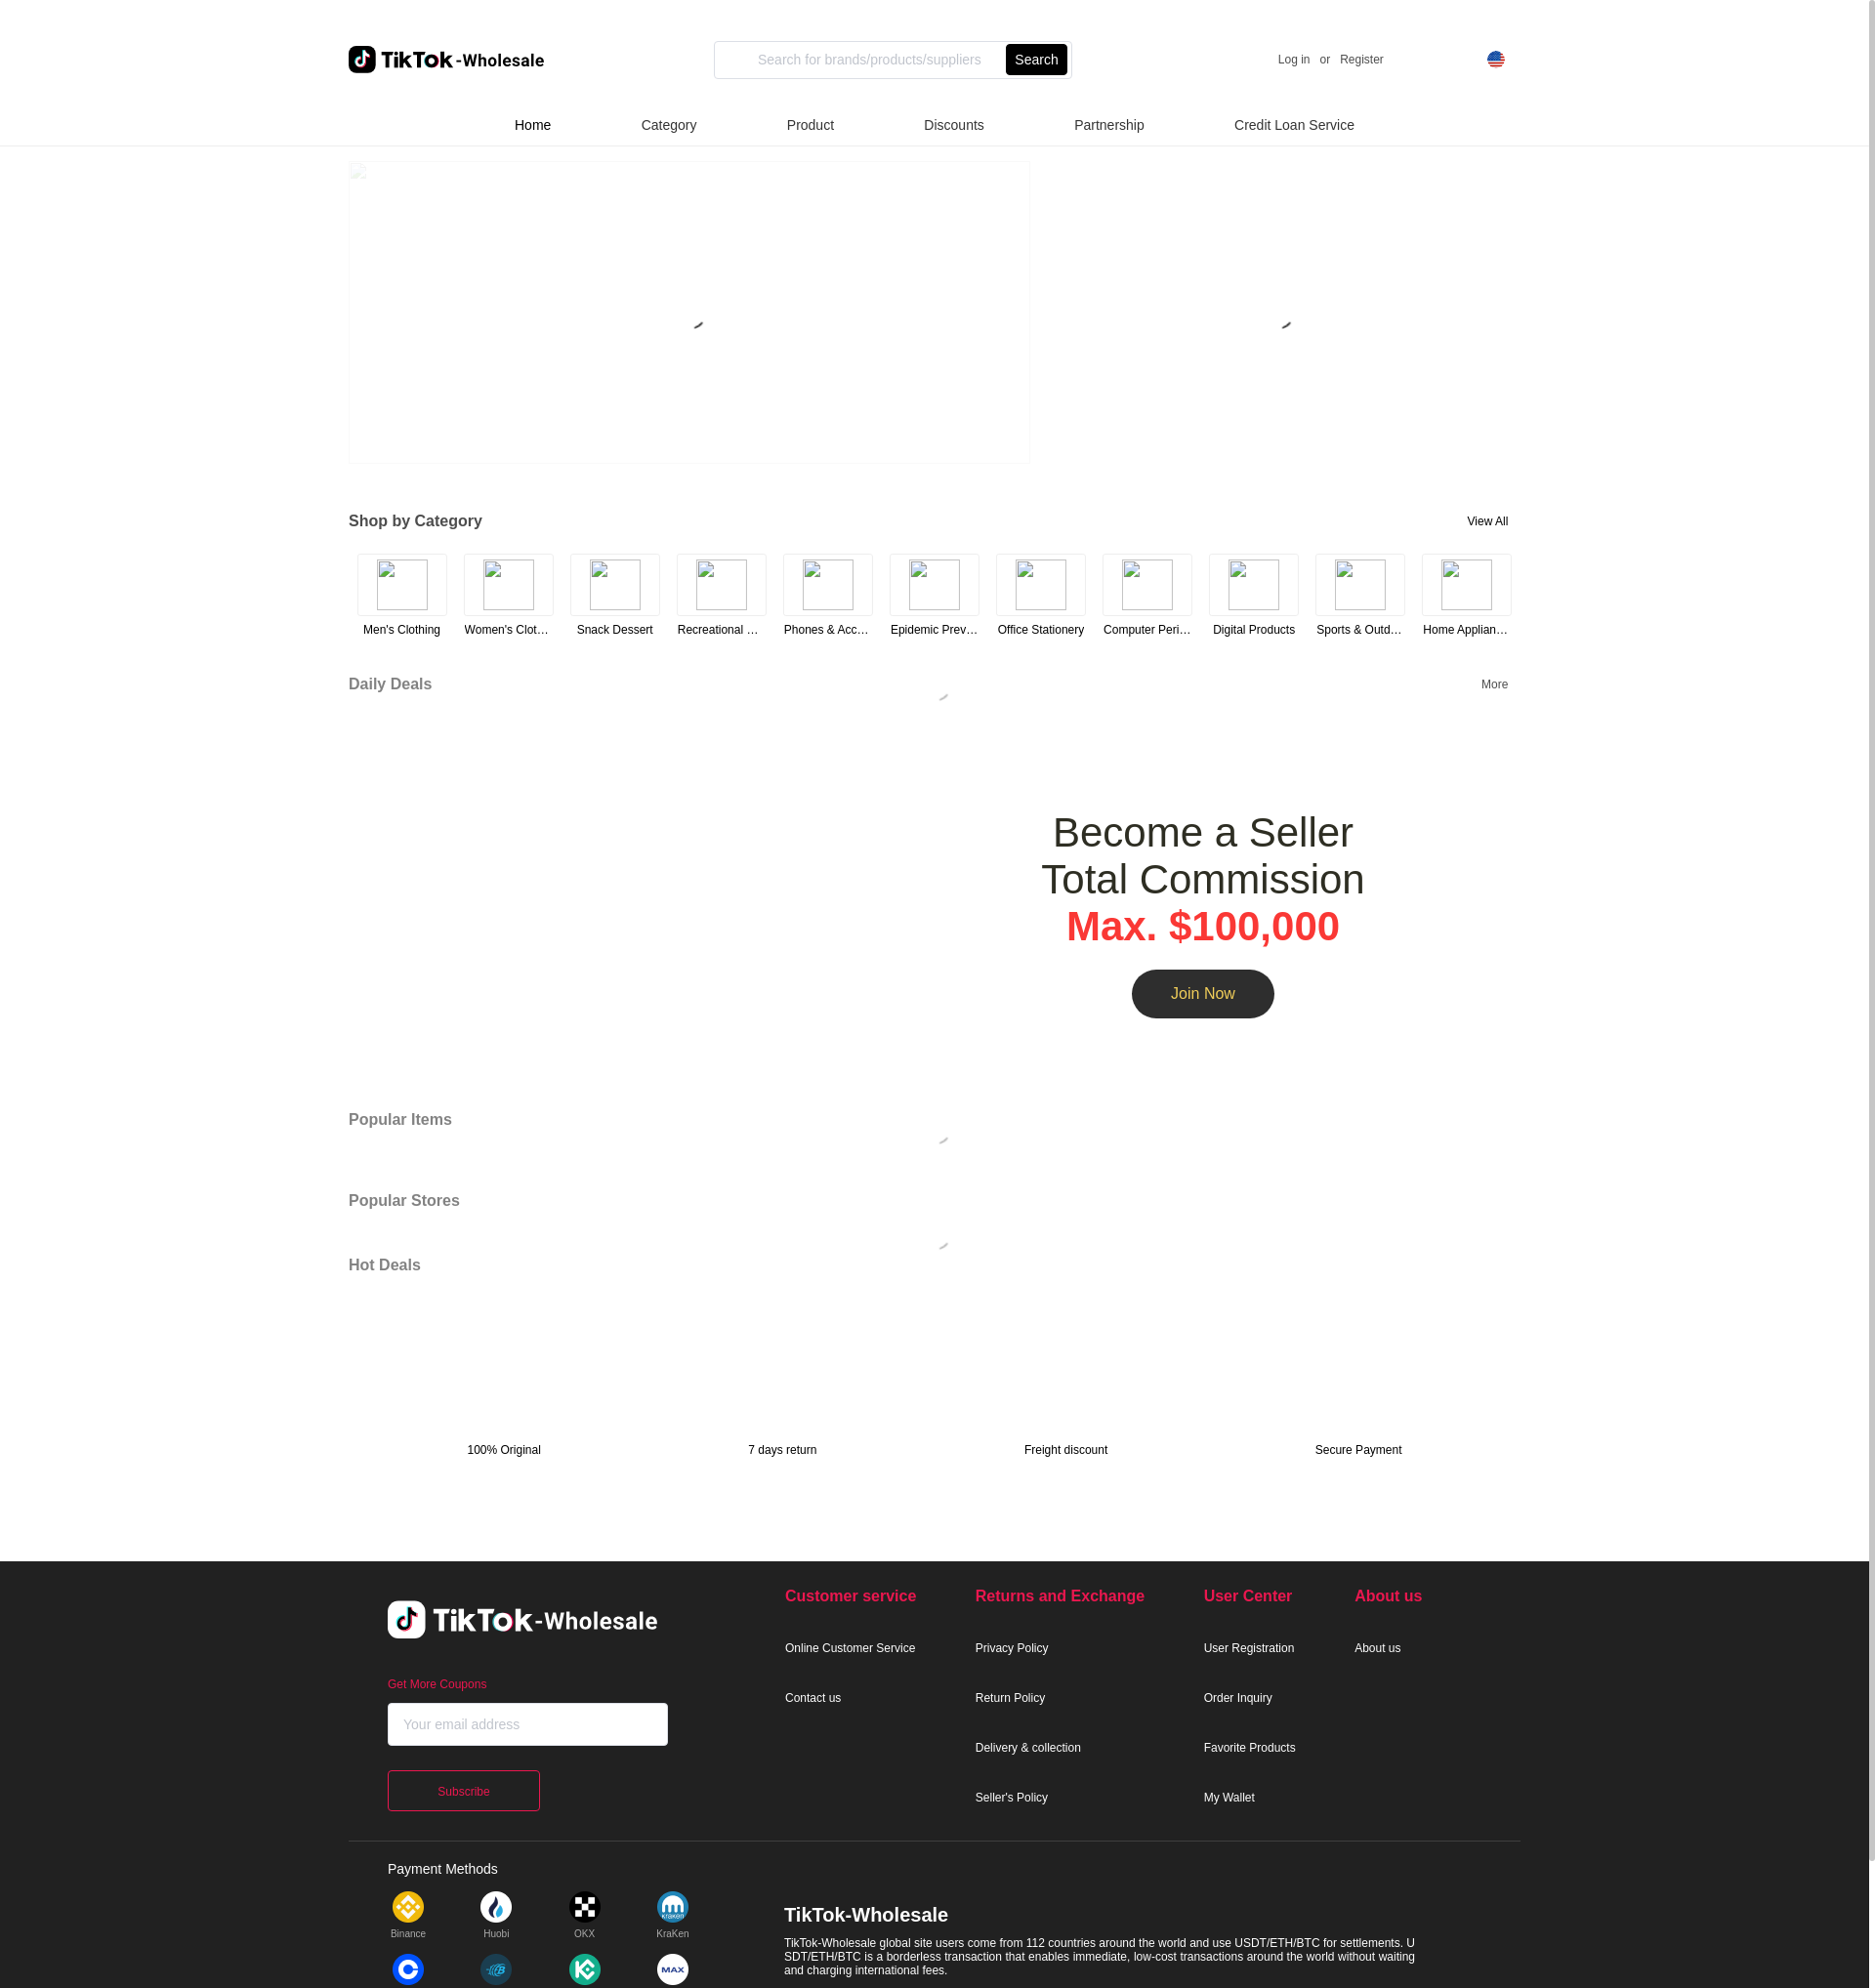 TikTok-Wholesale
Search for brands/products/suppliers
Search
Log in or Register
Home Category Product Discounts Partnership Credit Loan Service
Shop by Category
View All
Men's Clothing Women's Clot... Snack Dessert Recreational ... Phones & Acc... Epidemic Prev... Office Stationery Computer Peri... Digital Products Sports & Outd... Home Applian...
Daily Deals
More
Become a Seller
Total Commission
Max. $100,000
Join Now
Popular Items
Popular Stores
Hot Deals
100% Original 7 days return Freight discount Secure Payment
TikTok-Wholesale
Get More Coupons
Your email address
Subscribe
Customer service
Online Customer Service
Contact us
Returns and Exchange
Privacy Policy
Return Policy
Delivery & collection
Seller's Policy
User Center
User Registration
Order Inquiry
Favorite Products
My Wallet
About us
About us
Payment Methods
Binance Huobi OKX KraKen
MAX
TikTok-Wholesale
TikTok-Wholesale global site users come from 112 countries around the world and use USDT/ETH/BTC for settlements. U
SDT/ETH/BTC is a borderless transaction that enables immediate, low-cost transactions around the world without waiting
and charging international fees.